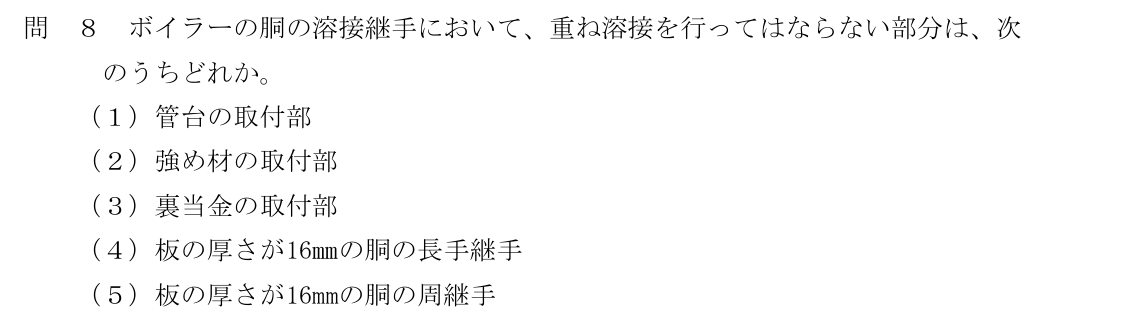 問　８　ボイラーの胴の溶接継手において、重ね溶接を行ってはならない部分は、次
のうちどれか。
（１）管台の取付部
（２）強め材の取付部
（３）裏当金の取付部
（４）板の厚さが16㎜の胴の長手継手
（５）板の厚さが16㎜の胴の周継手